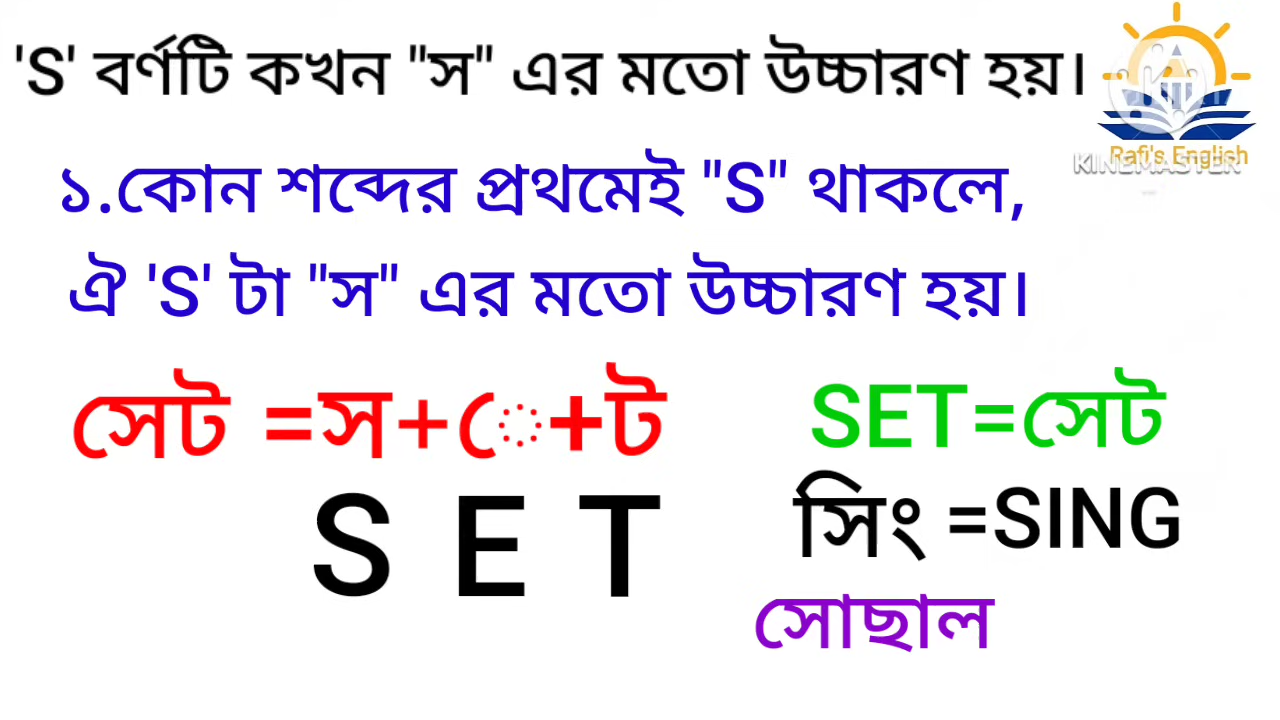 'S' বর্ণটি কখন "স" এর মতো উচ্চারণ হয়।
Rafi's English
KINEMASTER
১.কোন শব্দের প্রথমেই "S" থাকলে,
ঐ 'S' টা "স" এর মতো উচ্চারণ হয়।
সেট =স+ে+ট
SET=সেট
S E T
সিং =SING
সোছাল